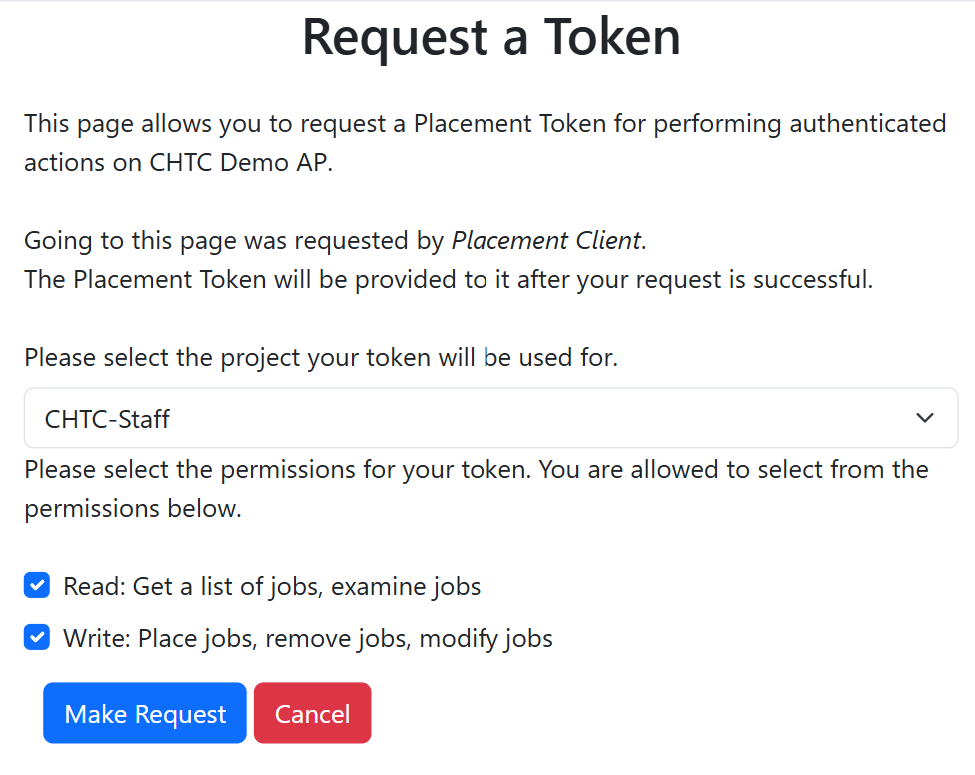 Request a Token
This page allows you to request a Placement Token for performing authenticated
actions on CHTC Demo AP.
Going to this page was requested by Placement Client.
The Placement Token will be provided to it after your request is successful.
Please select the project your token will be used for.
CHTC-Staff
Please select the permissions for your token. You are allowed to select from the
permissions below.
Read: Get a list of jobs, examine jobs
Write: Place jobs, remove jobs, modify jobs
Make Request Cancel